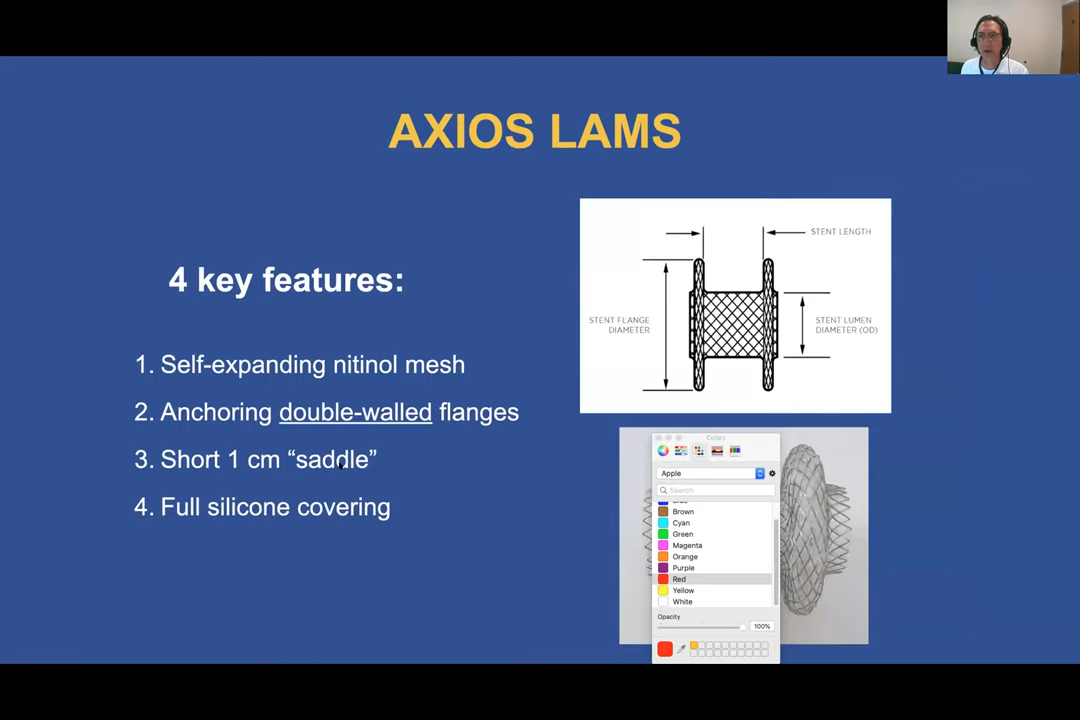 AXIOS LAMS
4 key features:
1. Self-expanding nitinol mesh
2. Anchoring double-walled flanges
3. Short 1 cm “saddle”
4. Full silicone covering
STENT LENGTH
STENT FLANGE
DIAMETER
STENT LUMEN
DIAMETER (OD)
Colors
Apple
Search
Brown
Cyan
Green
Magenta
Orange
Purple
Red
Yellow
White
Opacity
100%